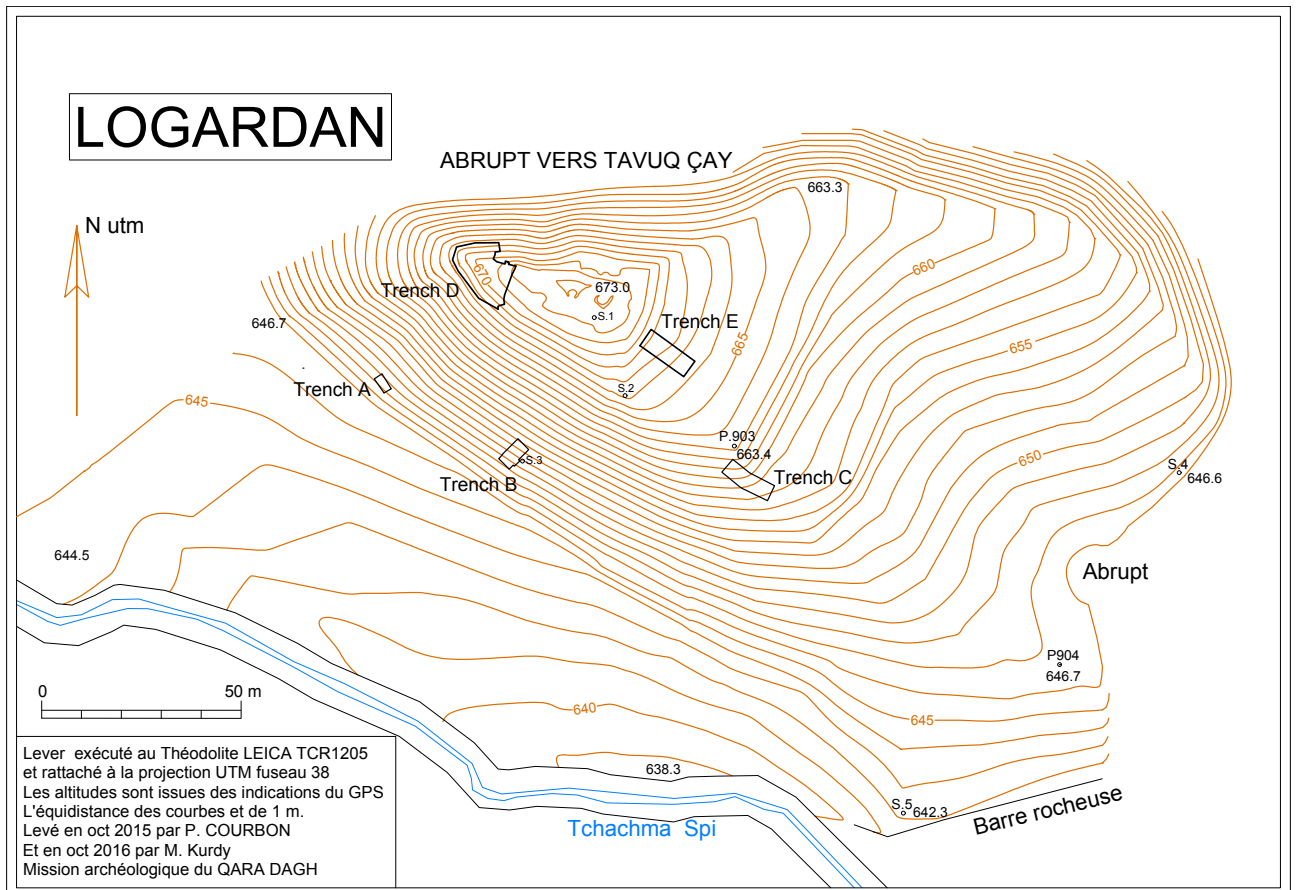 LOGARDAN
ABRUPT VERS TAVUQ ÇAY
663.3
N utm
660
670
Trench D
673.0
S.1
646.7
Trench E
665
655
Trench A
S.2
645
P.903
663.4
S.3
650
Trench B
Trench C
S.4
646.6
644.5
Abrupt
P904
646.7
0 50 m
640
645
638.3
Lever exécuté au Théodolite LEICA TCR1205
et rattaché à la projection UTM fuseau 38
Les altitudes sont issues des indications du GPS
L'équidistance des courbes et de 1 m.
Levé en oct 2015 par P. COURBON
Et en oct 2016 par M. Kurdy
Mission archéologique du QARA DAGH
Tchachma Spi
S.5
642.3
Barre rocheuse